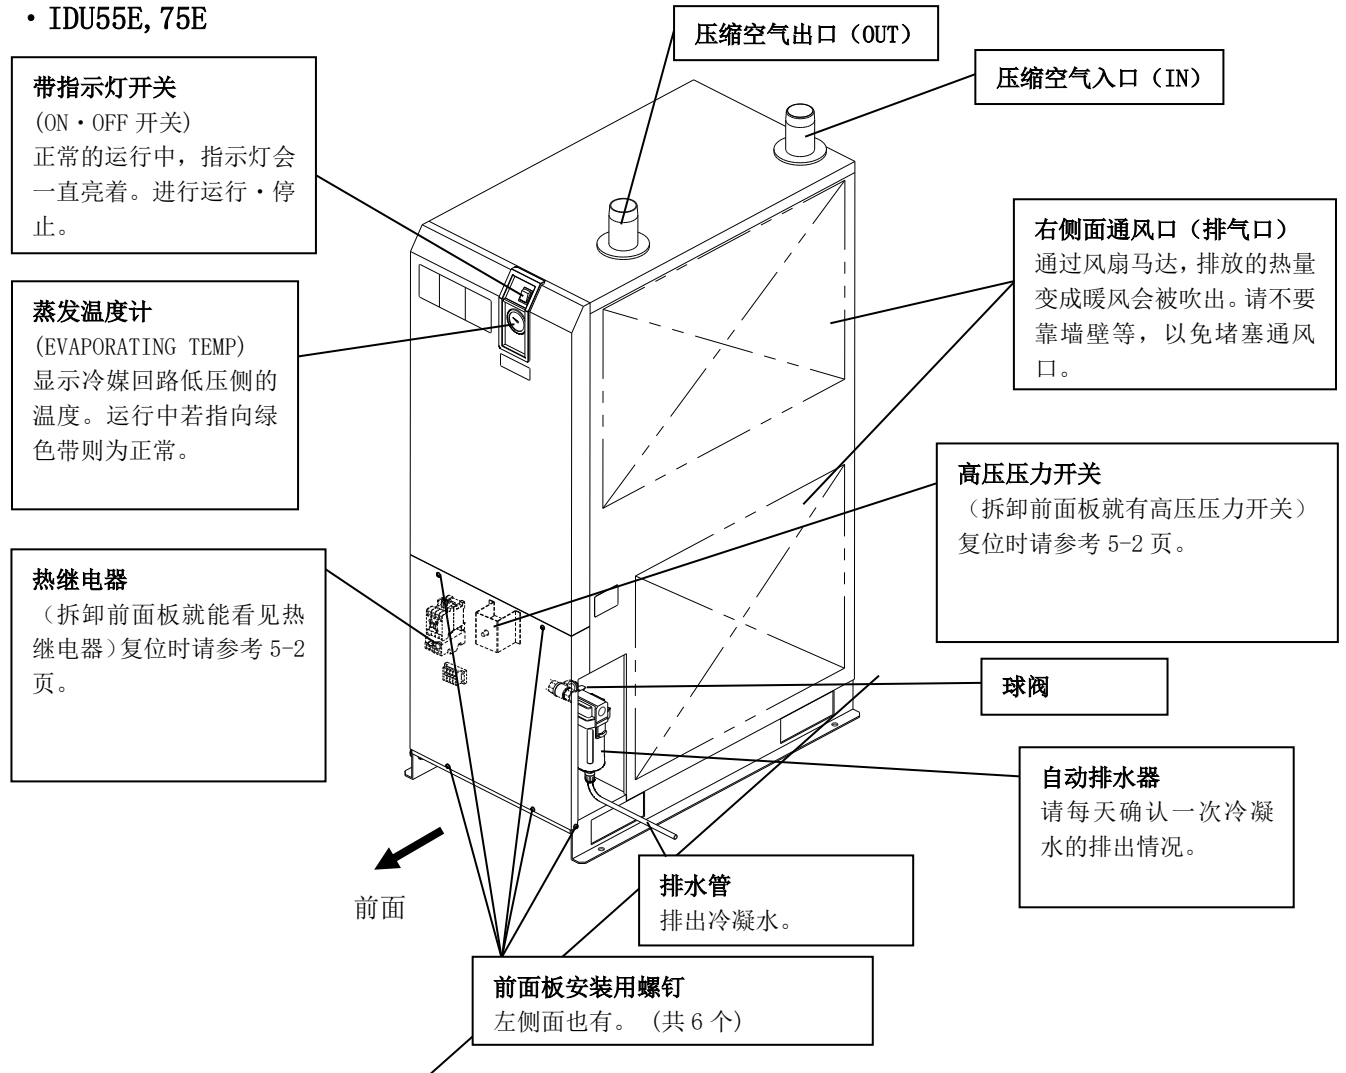 ・IDU55E,75E
压缩空气出口（OUT）
压缩空气入口（IN）
带指示灯开关
(ON・OFF 开关)
正常的运行中，指示灯会
一直亮着。进行运行・停
止。
蒸发温度计
(EVAPORATING TEMP)
显示冷媒回路低压侧的
温度。运行中若指向绿
色带则为正常。
热继电器
（拆卸前面板就能看见热
继电器）复位时请参考 5-2
页。
右侧面通风口（排气口）
通过风扇马达，排放的热量
变成暖风会被吹出。请不要
靠墙壁等，以免堵塞通风
口。
高压压力开关
（拆卸前面板就有高压压力开关）
复位时请参考 5-2 页。
球阀
自动排水器
请每天确认一次冷凝
水的排出情况。
排水管
排出冷凝水。
前面
前面板安装用螺钉
左侧面也有。 (共 6 个)